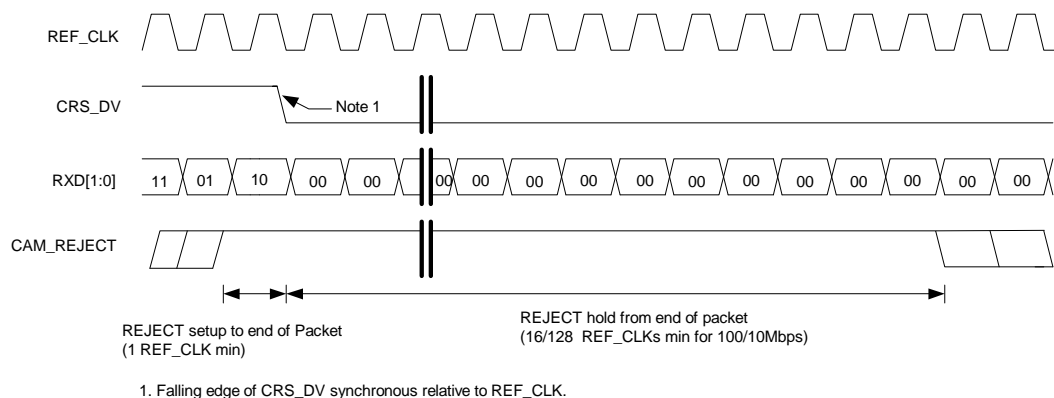 REF_CLK
CRS_DV
Note 1
RXD[1:0]
11 01 10 00 00 00 00 00 00 00 00 00 00 00 00 00
CAM_REJECT
REJECT setup to end of Packet
(1 REF_CLK min)
REJECT hold from end of packet
(16/128 REF_CLKs min for 100/10Mbps)
1. Falling edge of CRS_DV synchronous relative to REF_CLK.